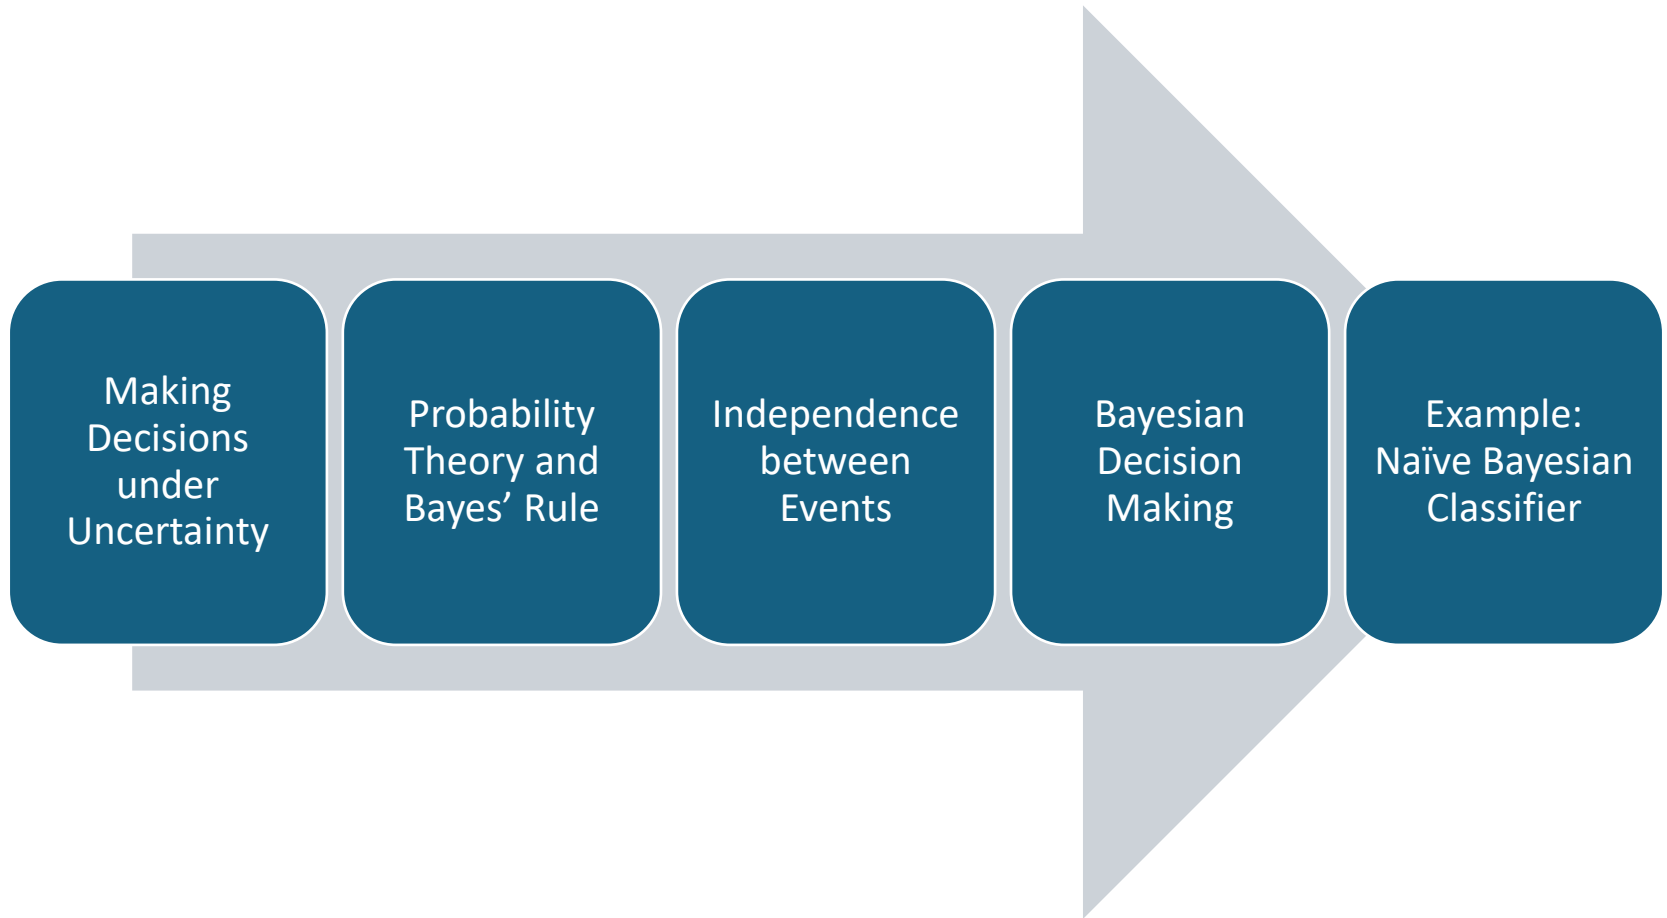 Making
Decisions
under
Uncertainty
Probability
Theory and
Bayes’ Rule
Independence
between
Events
Bayesian
Decision
Making
Example:
Naïve Bayesian
Classifier